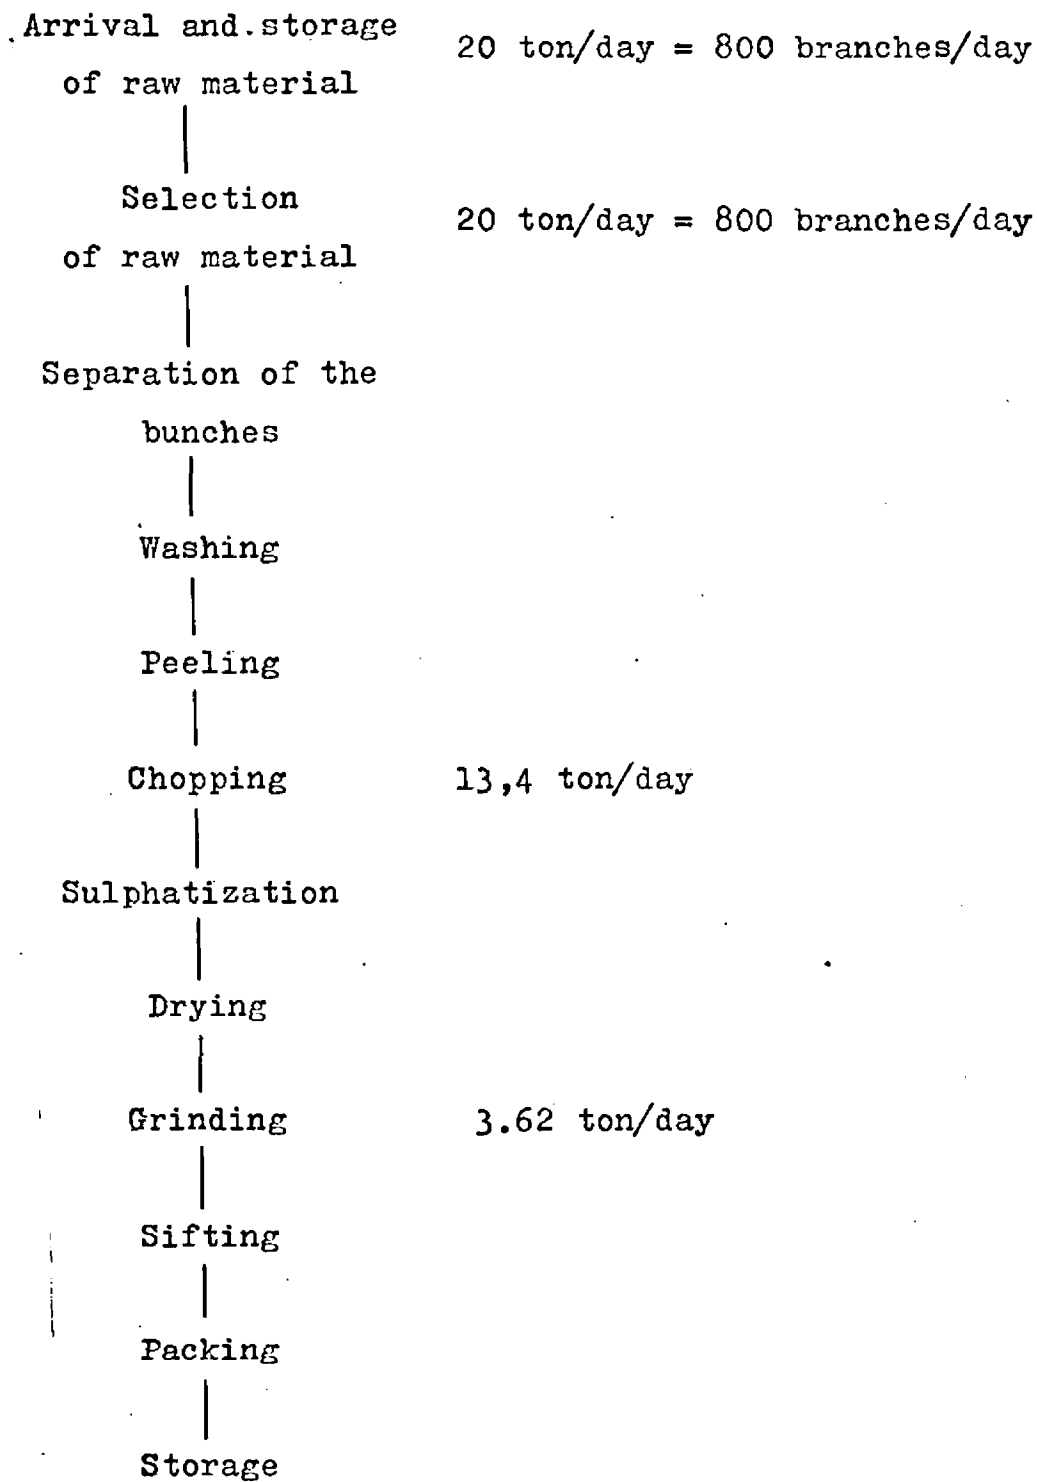 Arrival and.storage
of raw material
20 ton/day = 800 branches/day
Selection
of raw material
20 ton/day = 800 branches/day
Separation of the
bunches
Washing
Peeling
Chopping 13,4 ton/day
Sulphatization
Drying
Grinding 3.62 ton/day
Sifting
Packing
Storage